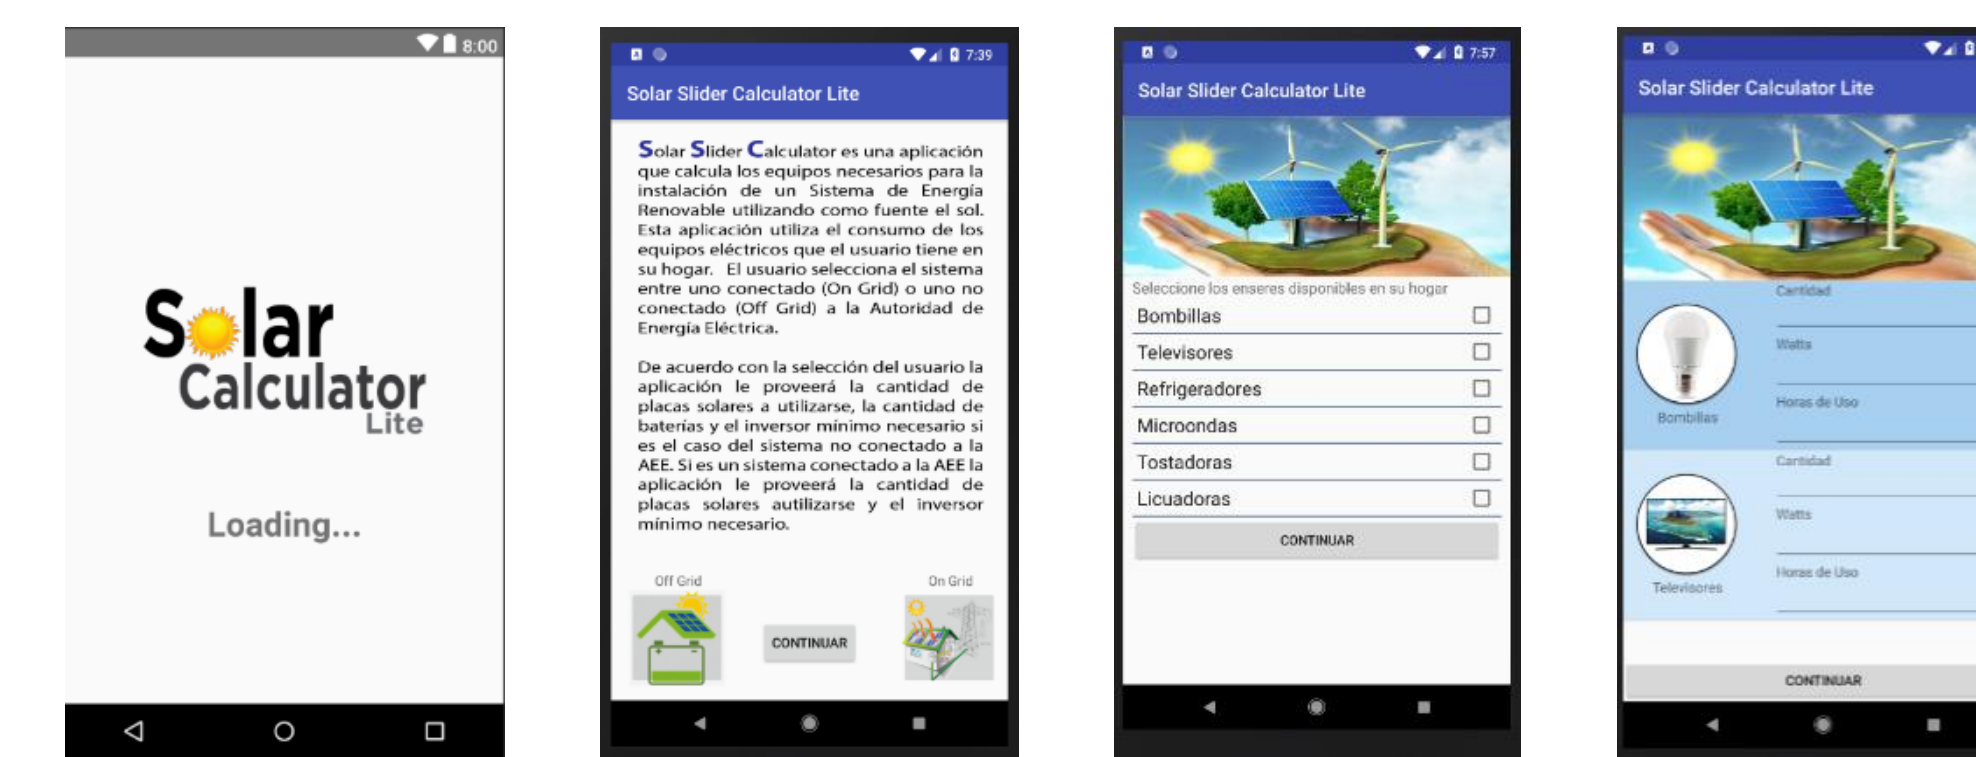 8:00
Solar
Calculator
Lite
Loading...
7:39
Solar Slider Calculator Lite
Solar Slider Calculator es una aplicación
que calcula los equipos necesarios para la
instalación de un Sistema de Energía
Renovable utilizando como fuente el sol.
Esta aplicación utiliza el consumo de los
equipos eléctricos que el usuario tiene en
su hogar. El usuario selecciona el sistema
entre uno conectado (On Grid) o uno no
conectado (Off Grid) a la Autoridad de
Energía Eléctrica.
De acuerdo con la selección del usuario la
aplicación le proveerá la cantidad de
placas solares a utilizarse, la cantidad de
baterías y el inversor mínimo necesario si
es el caso del sistema no conectado a la
AEE. Si es un sistema conectado a la AEE la
aplicación le proveerá la cantidad de
placas solares autilizarse y el inversor
mínimo necesario.
Off Grid
On Grid
CONTINUAR
7:57
Solar Slider Calculator Lite
Seleccione los enseres disponibles en su hogar
Bombillas
Televisores
Refrigeradores
Microondas
Tostadoras
Licuadoras
CONTINUAR
Solar Slider Calculator Lite
Cantidad
Watts
Horas de Uso
Bombillas
Cantidad
Watts
Horas de Uso
Televisores
CONTINUAR